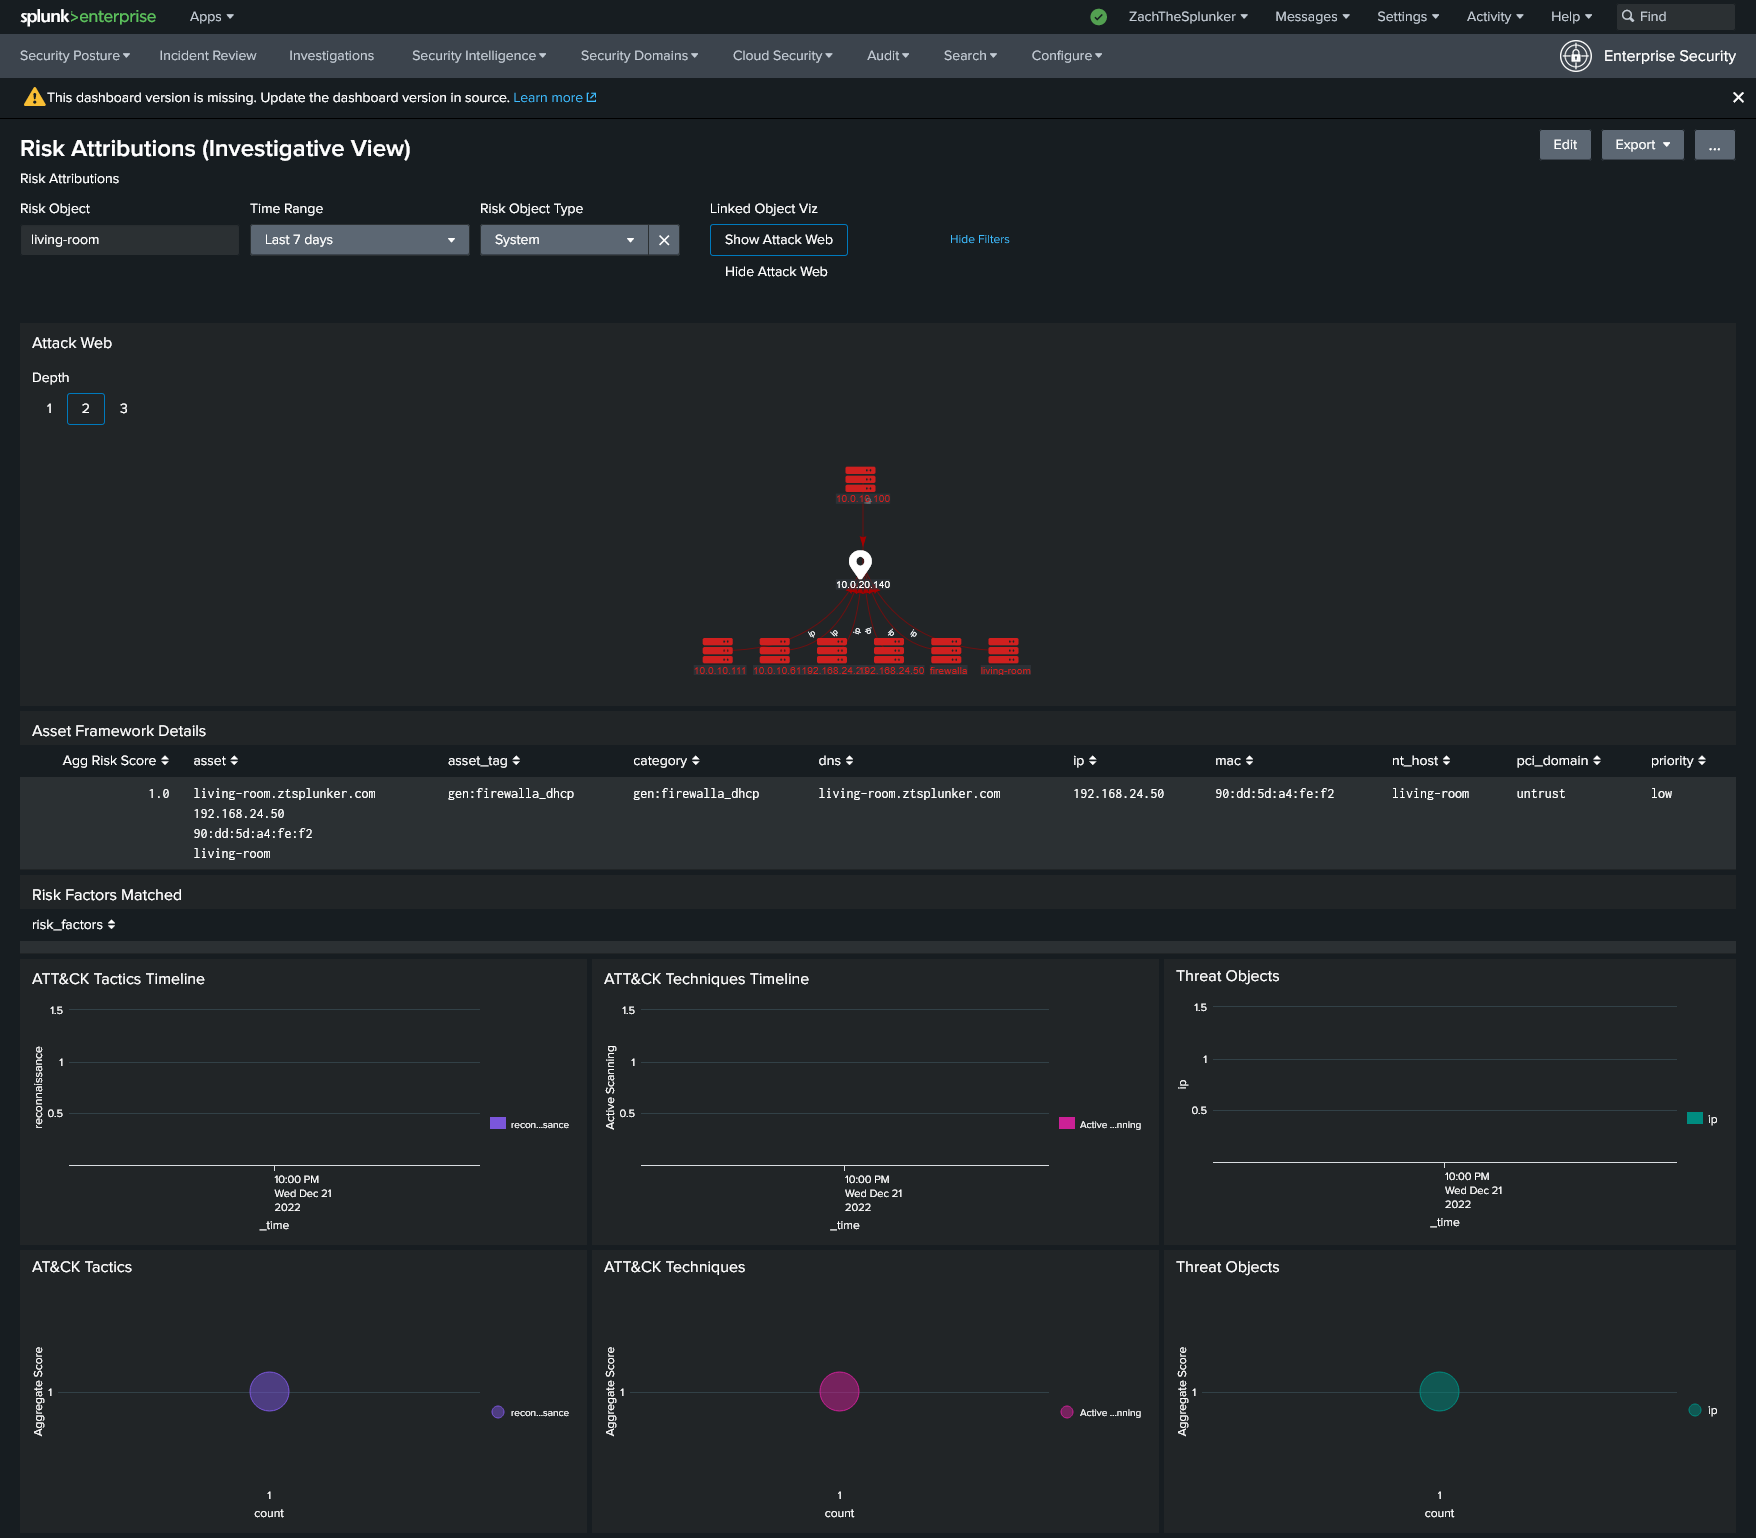 splunk>enterprise Apps ZachTheSplunker Messages Settings Activity Help Find
Security Posture Incident Review Investigations Security Intelligence Security Domains Cloud Security Audit Search Configure Enterprise Security
This dashboard version is missing. Update the dashboard version in source. Learn more
Risk Attributions (Investigative View)
Edit Export ...
Risk Attributions
Risk Object Time Range Risk Object Type Linked Object Viz
living-room Last 7 days System Show Attack Web Hide Filters
Hide Attack Web
Attack Web
Depth
1 2 3
10.0.20.140
ip ip ip ip ip ip
10.0.10.111 192.168.24.50 firewalla living-room
Asset Framework Details
Agg Risk Score asset asset_tag category dns ip mac nt_host pci_domain priority
1.0 living-room.ztsplunker.com gen:firewalla_dhcp gen:firewalla_dhcp living-room.ztsplunker.com 192.168.24.50 90:dd:5d:a4:fe:f2 living-room untrust low
192.168.24.50
90:dd:5d:a4:fe:f2
living-room
Risk Factors Matched
risk_factors
ATT&CK Tactics Timeline
1.5
1
0.5
reconnaissance
recon...sance
10:00 PM
Wed Dec 21
2022
_time
ATT&CK Techniques Timeline
1.5
1
0.5
Active Scanning
Active ...nning
10:00 PM
Wed Dec 21
2022
_time
Threat Objects
1.5
1
0.5
ip
ip
10:00 PM
Wed Dec 21
2022
_time
AT&CK Tactics
Aggregate Score
1
recon...sance
1
count
ATT&CK Techniques
Aggregate Score
1
Active ...nning
1
count
Threat Objects
Aggregate Score
1
ip
1
count